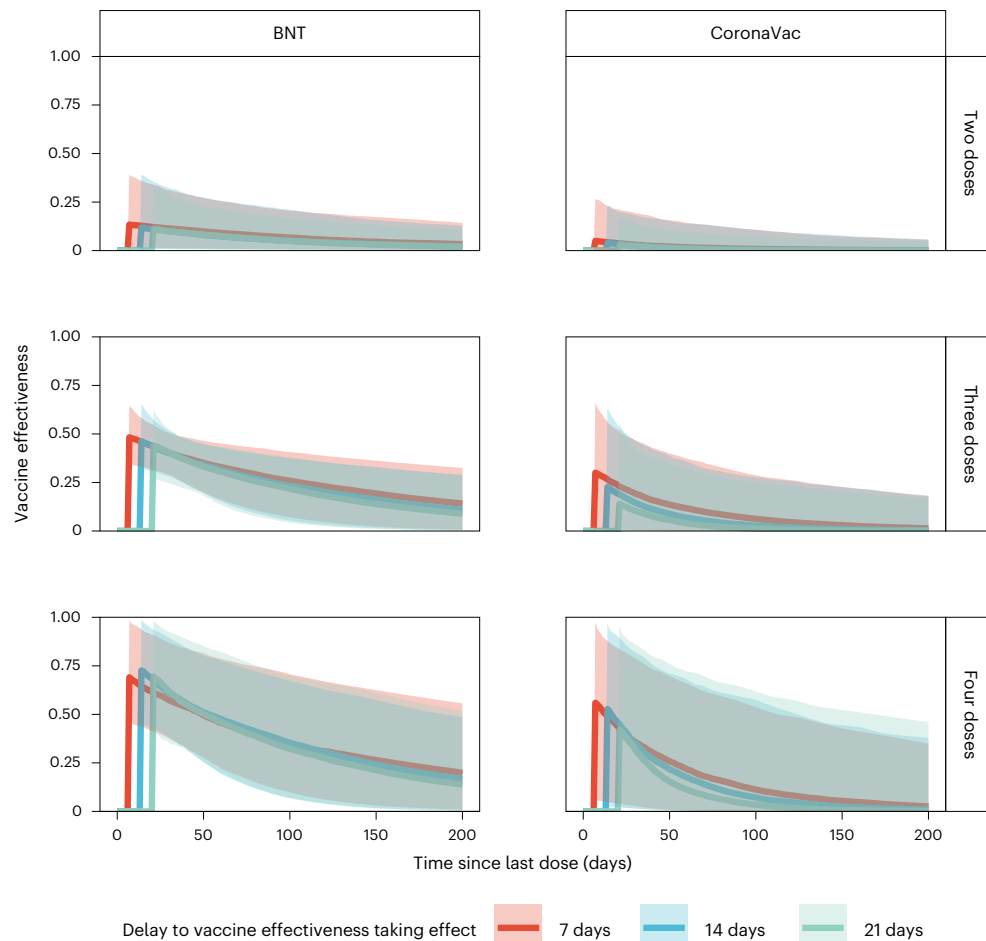 BNT
CoronaVac
1.00
0.75
0.50
0.25
0
Two doses
1.00
0.75
0.50
0.25
0
Three doses
Vaccine effectiveness
1.00
0.75
0.50
0.25
0
Four doses
0 50 100 150 200
0 50 100 150 200
Time since last dose (days)
Delay to vaccine effectiveness taking effect 7 days 14 days 21 days